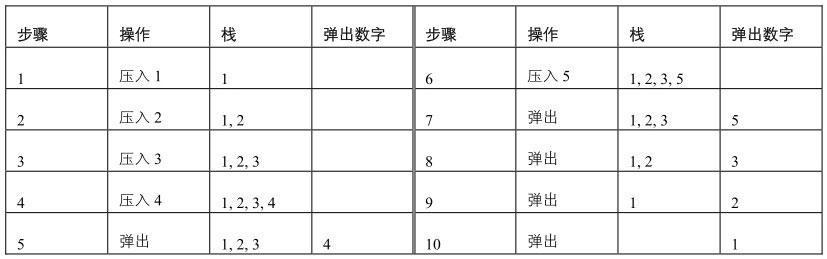 步骤 操作 栈 弹出数字 步骤 操作 栈 弹出数字
1 压入 1 1 6 压入 5 1, 2, 3, 5
2 压入 2 1, 2 7 弹出 1, 2, 3 5
3 压入 3 1, 2, 3 8 弹出 1, 2 3
4 压入 4 1, 2, 3, 4 9 弹出 1 2
5 弹出 1, 2, 3 4 10 弹出 1